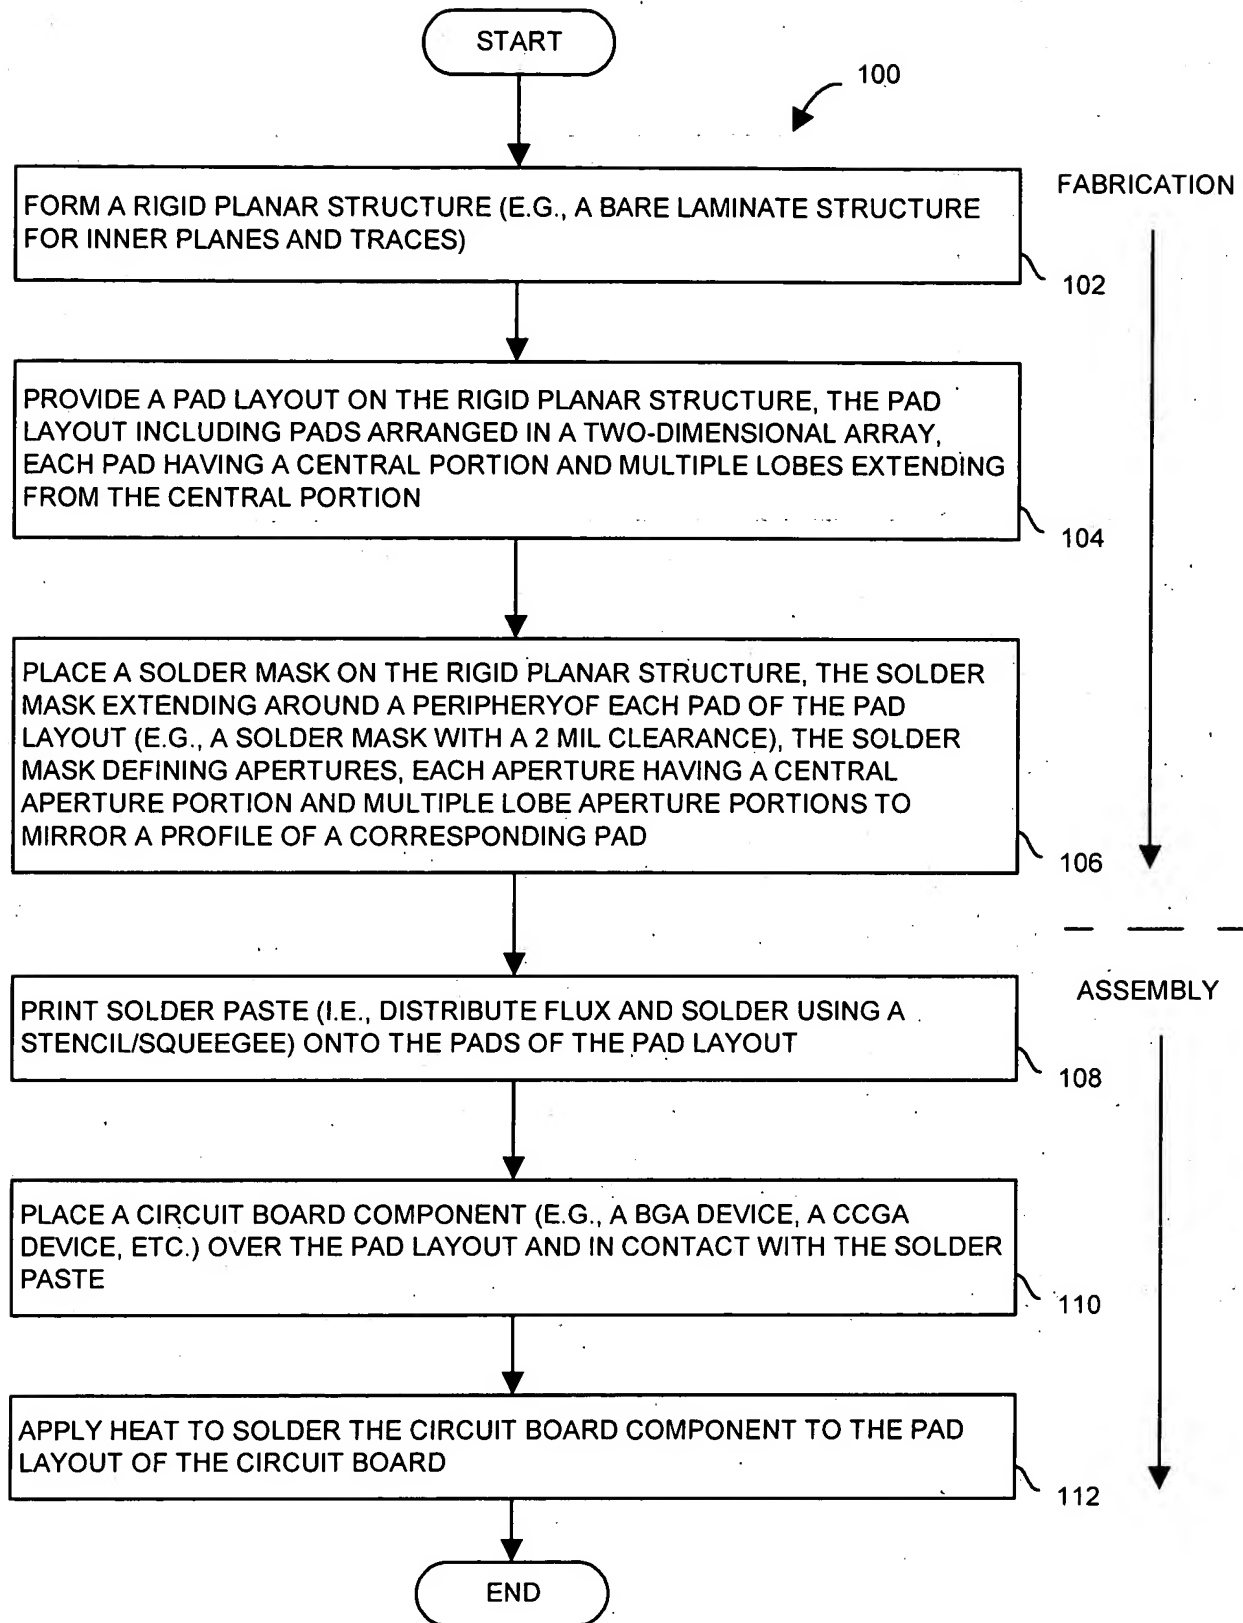 START
100
FABRICATION
FORM A RIGID PLANAR STRUCTURE (E.G., A BARE LAMINATE STRUCTURE
FOR INNER PLANES AND TRACES)
102
PROVIDE A PAD LAYOUT ON THE RIGID PLANAR STRUCTURE, THE PAD
LAYOUT INCLUDING PADS ARRANGED IN A TWO-DIMENSIONAL ARRAY,
EACH PAD HAVING A CENTRAL PORTION AND MULTIPLE LOBES EXTENDING
FROM THE CENTRAL PORTION
104
PLACE A SOLDER MASK ON THE RIGID PLANAR STRUCTURE, THE SOLDER
MASK EXTENDING AROUND A PERIPHERYOF EACH PAD OF THE PAD
LAYOUT (E.G., A SOLDER MASK WITH A 2 MIL CLEARANCE), THE SOLDER
MASK DEFINING APERTURES, EACH APERTURE HAVING A CENTRAL
APERTURE PORTION AND MULTIPLE LOBE APERTURE PORTIONS TO
MIRROR A PROFILE OF A CORRESPONDING PAD
106
ASSEMBLY
PRINT SOLDER PASTE (I.E., DISTRIBUTE FLUX AND SOLDER USING A
STENCIL/SQUEEGEE) ONTO THE PADS OF THE PAD LAYOUT
108
PLACE A CIRCUIT BOARD COMPONENT (E.G., A BGA DEVICE, A CCGA
DEVICE, ETC.) OVER THE PAD LAYOUT AND IN CONTACT WITH THE SOLDER
PASTE
110
APPLY HEAT TO SOLDER THE CIRCUIT BOARD COMPONENT TO THE PAD
LAYOUT OF THE CIRCUIT BOARD
112
END